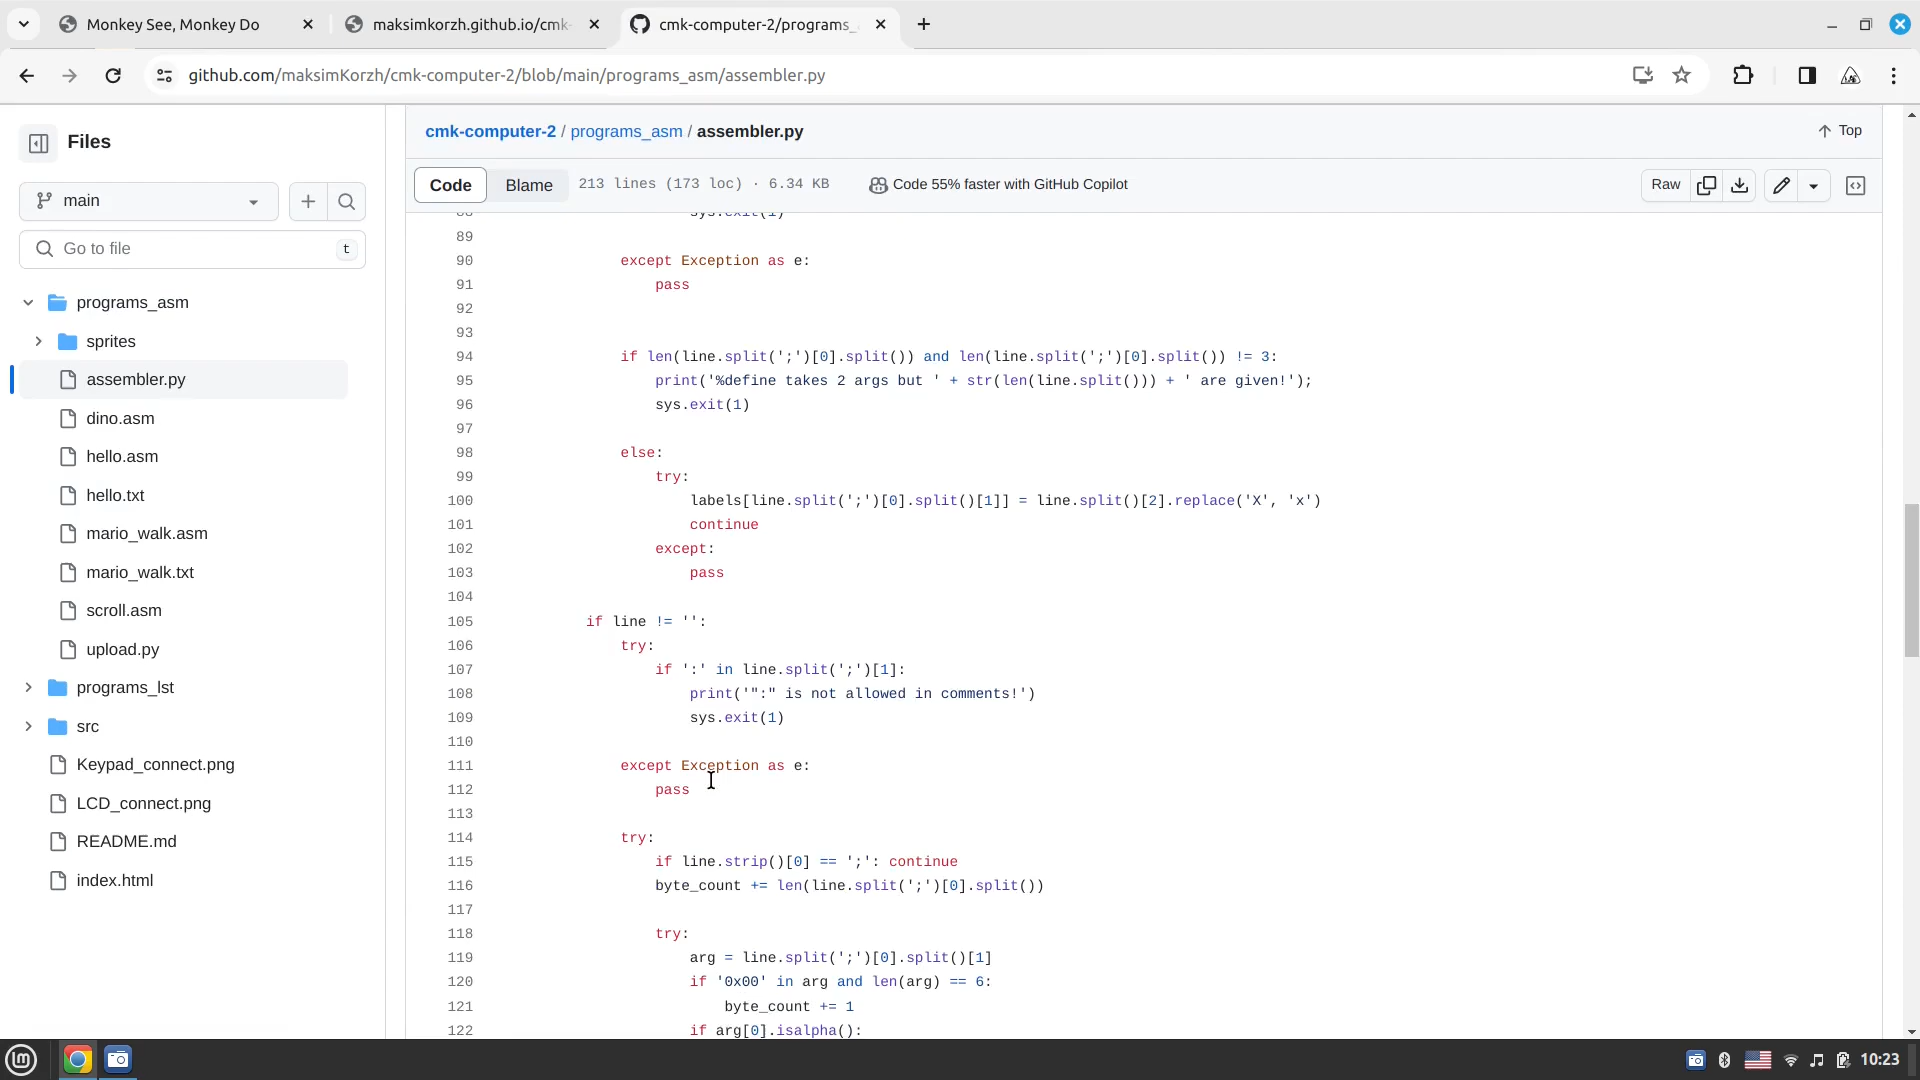 Monkey See, Monkey Do
maksimkorzh.github.io/cmk-
cmk-computer-2/programs_
github.com/maksimKorzh/cmk-computer-2/blob/main/programs_asm/assembler.py
Files
main
Go to file
t
programs_asm
sprites
assembler.py
dino.asm
hello.asm
hello.txt
mario_walk.asm
mario_walk.txt
scroll.asm
upload.py
programs_lst
src
Keypad_connect.png
LCD_connect.png
README.md
index.html
cmk-computer-2 / programs_asm / assembler.py
Top
Code Blame 213 lines (173 loc) · 6.34 KB Code 55% faster with GitHub Copilot
Raw
88 sys.exit(1)
89
90 except Exception as e:
91 pass
92
93
94 if len(line.split(';')[0].split()) and len(line.split(';')[0].split()) != 3:
95 print('%define takes 2 args but ' + str(len(line.split())) + ' are given!');
96 sys.exit(1)
97
98 else:
99 try:
100 labels[line.split(';')[0].split()[1]] = line.split()[2].replace('X', 'x')
101 continue
102 except:
103 pass
104
105 if line != '':
106 try:
107 if ':' in line.split(';')[1]:
108 print('":" is not allowed in comments!')
109 sys.exit(1)
110
111 except Exception as e:
112 pass
113
114 try:
115 if line.strip()[0] == ';': continue
116 byte_count += len(line.split(';')[0].split())
117
118 try:
119 arg = line.split(';')[0].split()[1]
120 if '0x00' in arg and len(arg) == 6:
121 byte_count += 1
122 if arg[0].isalpha():
10:23